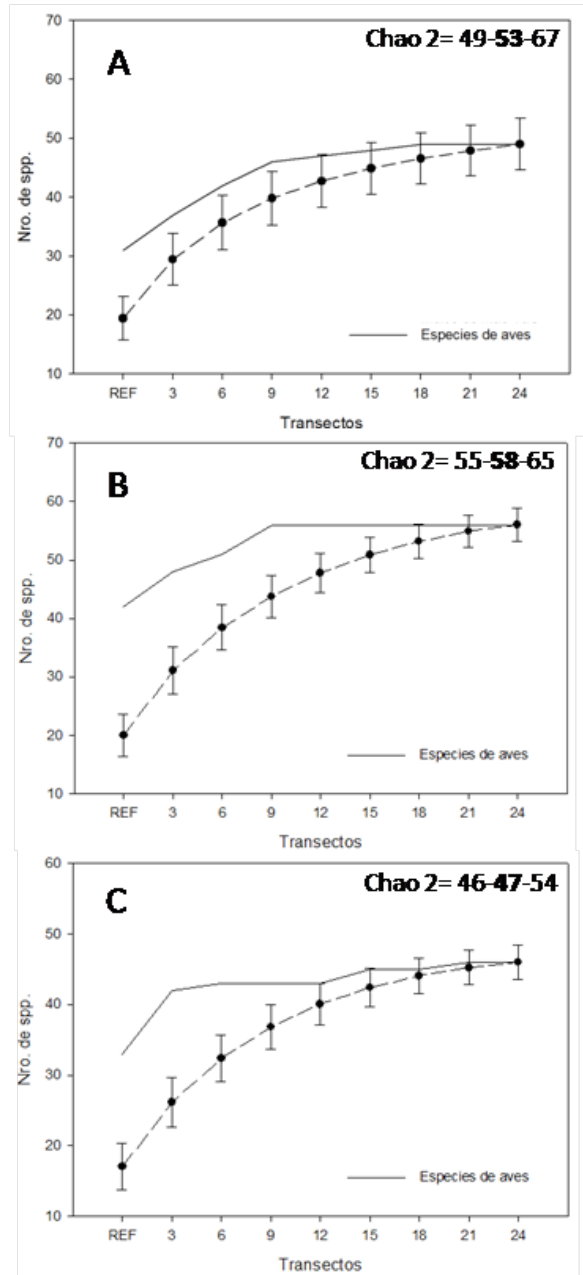 A
Chao 2= 49-53-67
70
60
50
40
30
20
10
Nro. de spp.
Especies de aves
REF 3 6 9 12 15 18 21 24
Transectos
B
Chao 2= 55-58-65
70
60
50
40
30
20
10
Nro. de spp.
Especies de aves
REF 3 6 9 12 15 18 21 24
Transectos
C
Chao 2= 46-47-54
60
50
40
30
20
10
Nro. de spp.
Especies de aves
REF 3 6 9 12 15 18 21 24
Transectos